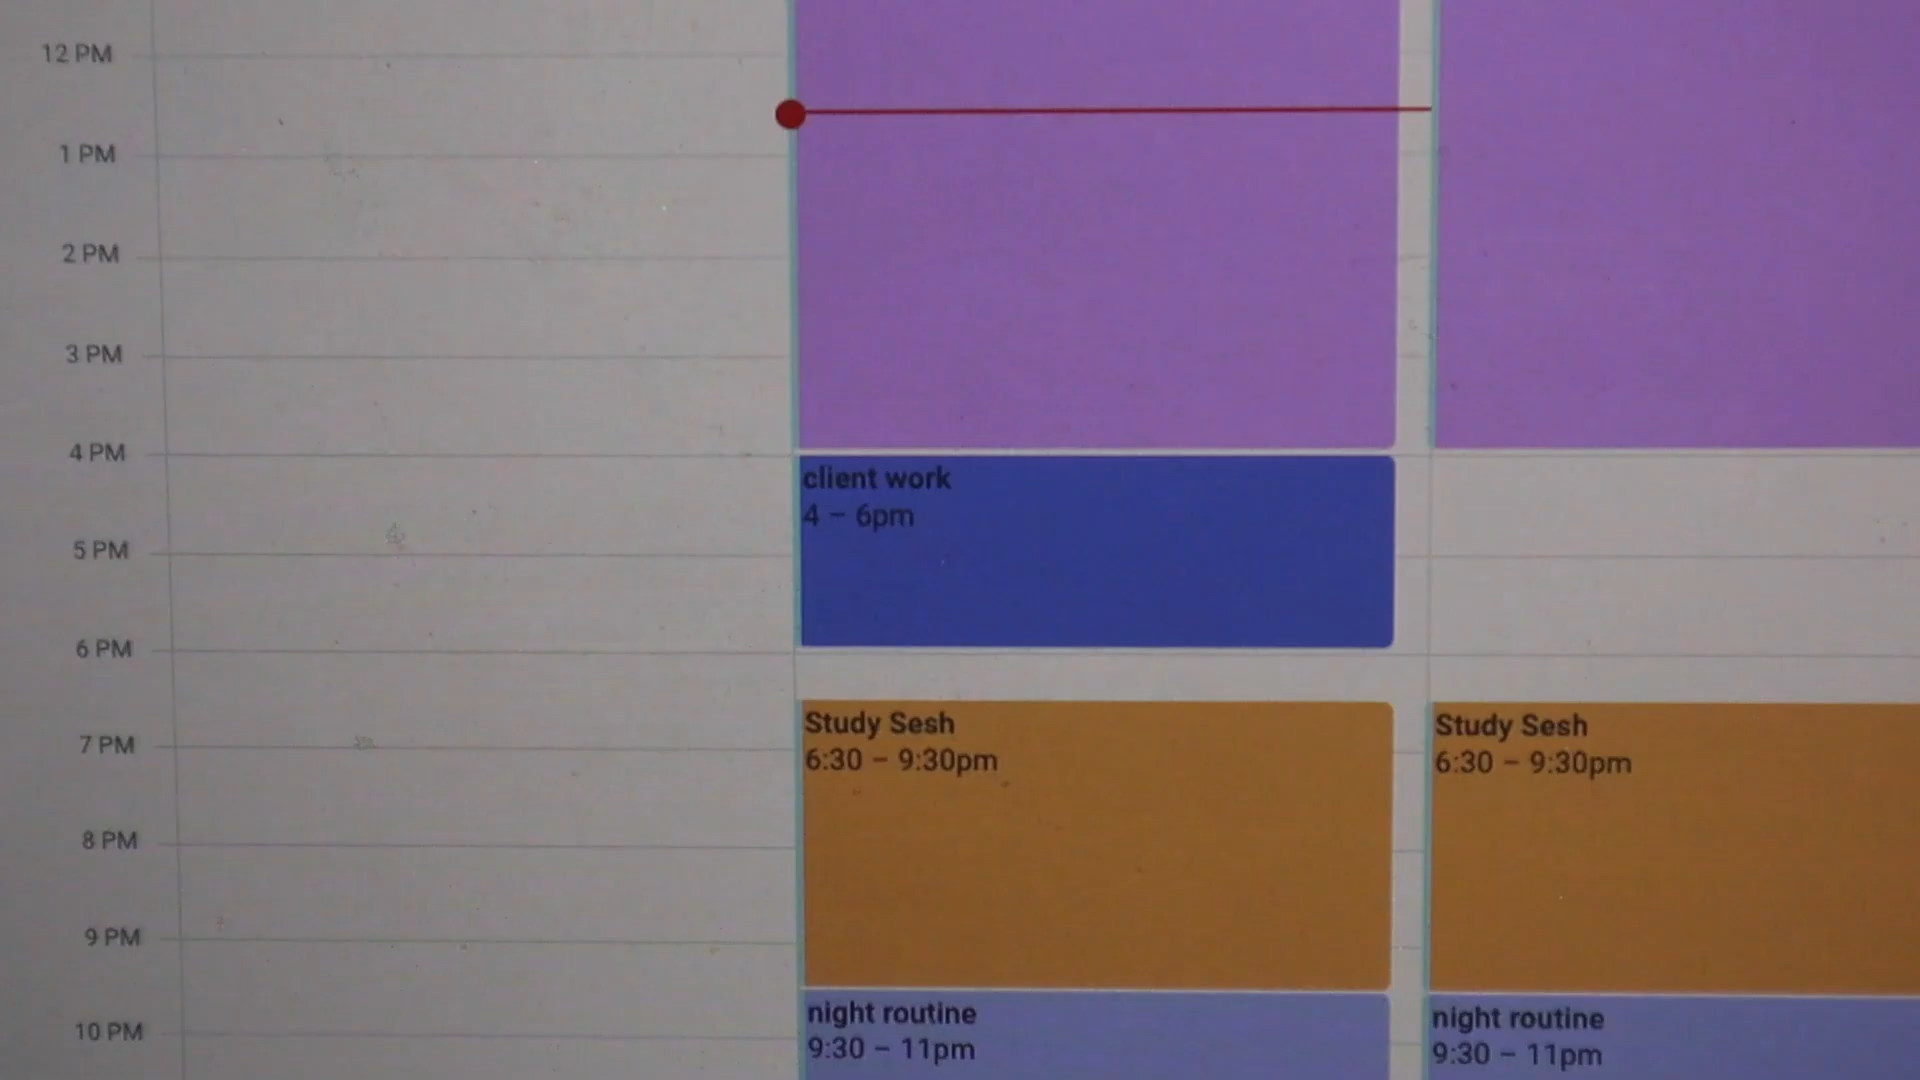 12 PM
1 PM
2 PM
3 PM
4 PM
5 PM
6 PM
7 PM
8 PM
9 PM
10 PM
client work
4 – 6pm
Study Sesh
6:30 – 9:30pm
night routine
9:30 – 11pm
Study Sesh
6:30 – 9:30pm
night routine
9:30 – 11pm